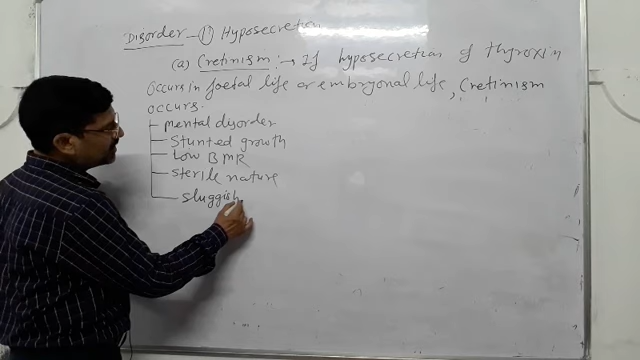 Disorder - 1) Hyposecretion
(a) Cretinism :→ If hyposecretion of thyroxin
occurs in foetal life or embryonal life, Cretinism
occurs.
- Mental disorder
- Stunted growth
- Low BMR
- Sterile nature
- Sluggish